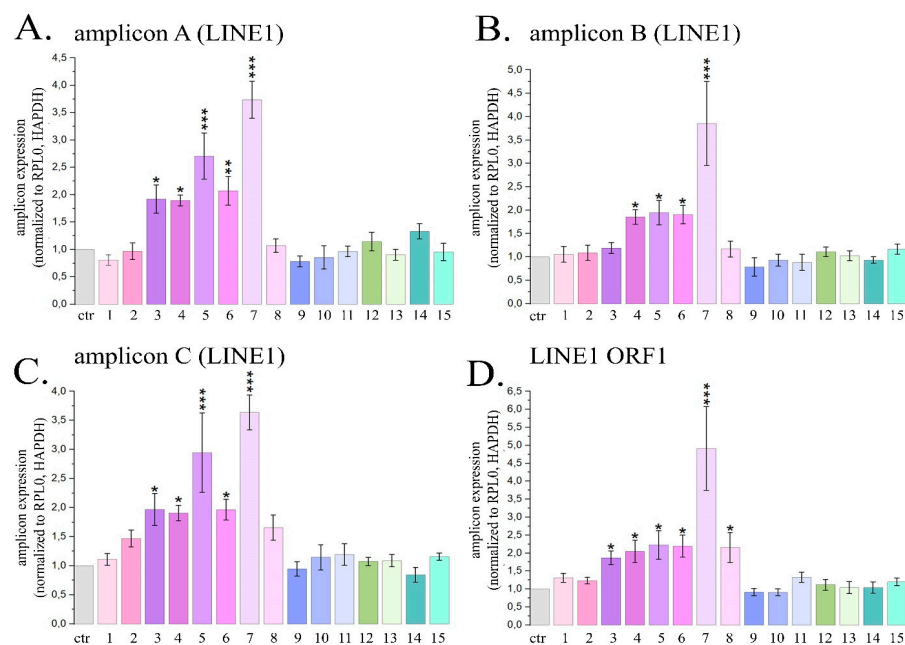 A. amplicon A (LINE1)
amplicon expression
(normalized to RPL0, HAPDH)
4,5
4,0
3,5
3,0
2,5
2,0
1,5
1,0
0,5
0,0
* * *** ** ***
ctr 1 2 3 4 5 6 7 8 9 10 11 12 13 14 15
B. amplicon B (LINE1)
amplicon expression
(normalized to RPL0, HAPDH)
5,0
4,5
4,0
3,5
3,0
2,5
2,0
1,5
1,0
0,5
0,0
* * * ***
ctr 1 2 3 4 5 6 7 8 9 10 11 12 13 14 15
C. amplicon C (LINE1)
amplicon expression
(normalized to RPL0, HAPDH)
4,0
3,5
3,0
2,5
2,0
1,5
1,0
0,5
0,0
* * *** * ***
ctr 1 2 3 4 5 6 7 8 9 10 11 12 13 14 15
D. LINE1 ORF1
amplicon expression
(normalized to RPL0, HAPDH)
6,5
6,0
5,5
5,0
4,5
4,0
3,5
3,0
2,5
2,0
1,5
1,0
0,5
0,0
* * * * *** *
ctr 1 2 3 4 5 6 7 8 9 10 11 12 13 14 15